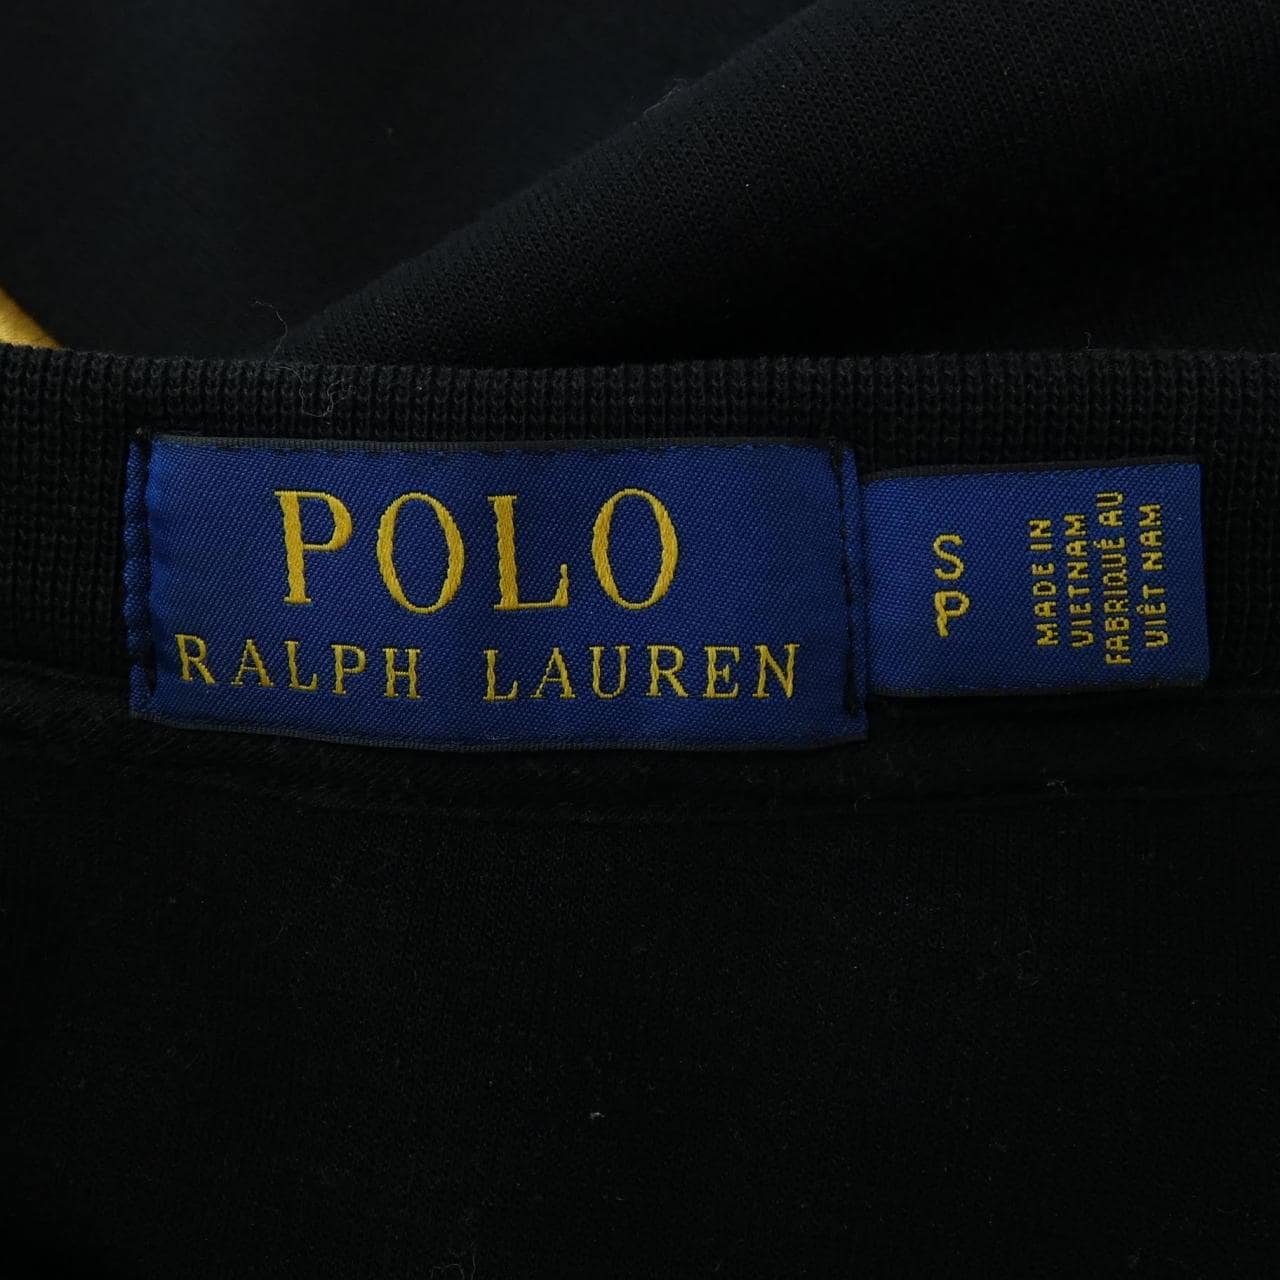 POLO
RALPH LAUREN
S
P
MADE IN
VIETNAM
FABRIQUÉ AU
VIÊT NAM